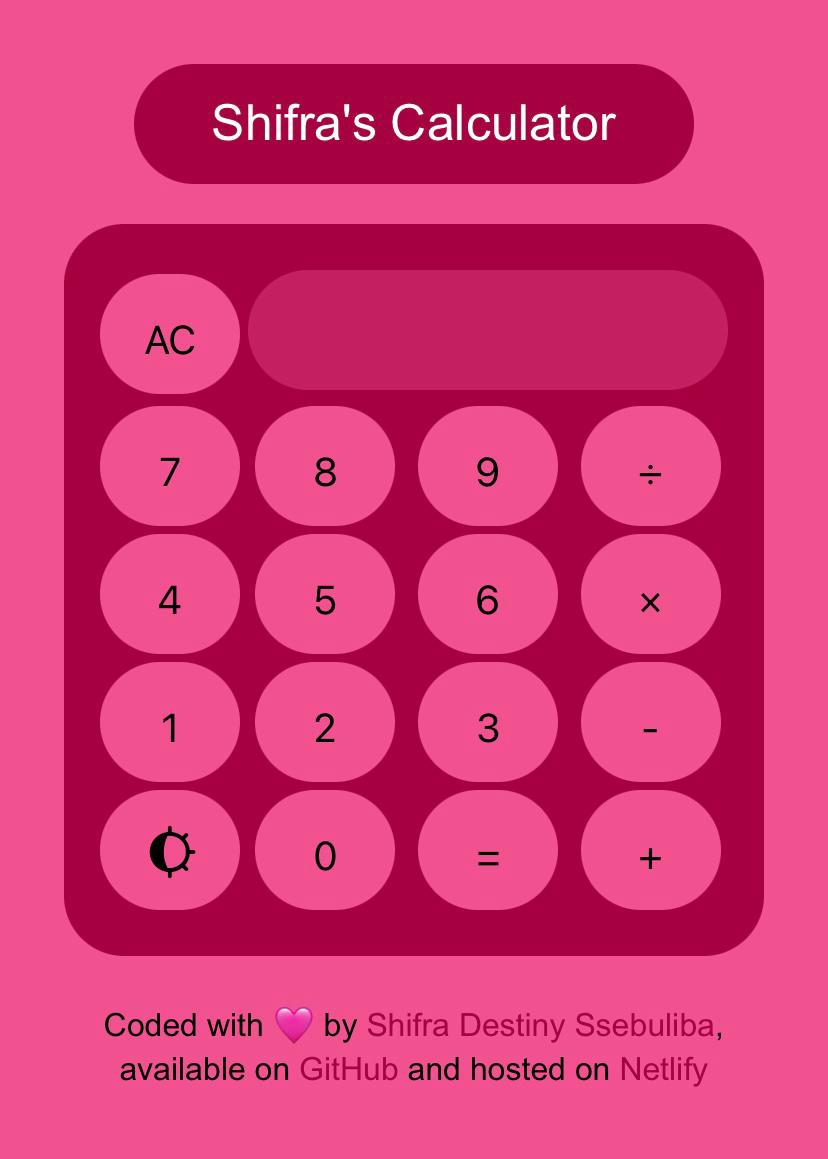 Shifra's Calculator
AC
7 8 9 ÷
4 5 6 ×
1 2 3 -
0 = +
Coded with 💗 by Shifra Destiny Ssebuliba,
available on GitHub and hosted on Netlify